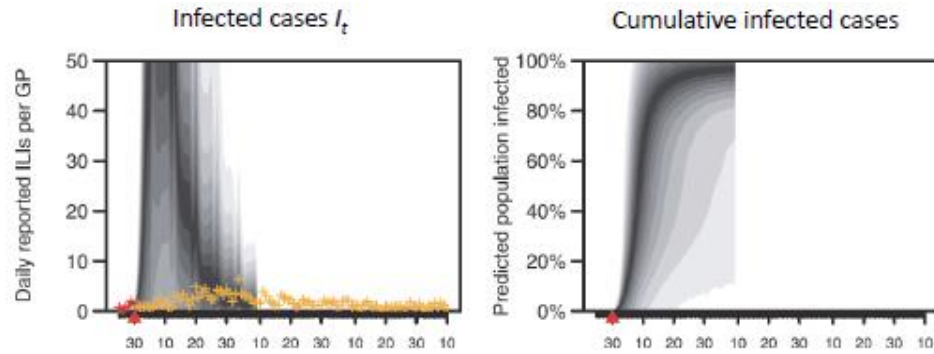 Infected cases I_t
Cumulative infected cases
Daily reported ILIs per GP
50
40
30
20
10
0
30 10 20 30 10 20 30 10 20 30 10
Predicted population infected
100%
80%
60%
40%
20%
0%
30 10 20 30 10 20 30 10 20 30 10